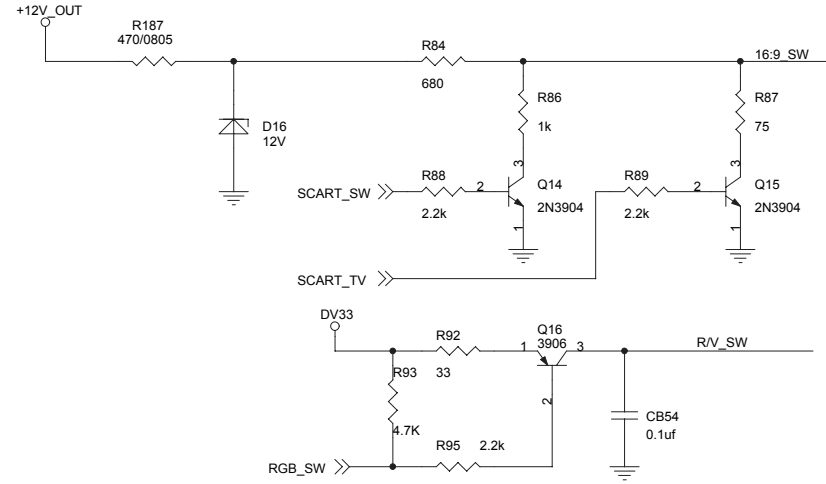 +12V_OUT
R187
470/0805
R84
680
16:9_SW
D16
12V
R86
1k
R87
75
SCART_SW
R88
2.2k
2
3
1
Q14
2N3904
R89
2.2k
2
3
1
Q15
2N3904
SCART_TV
DV33
R92
33
1
Q16
3906
3
2
R/V_SW
R93
4.7K
CB54
0.1uf
RGB_SW
R95
2.2k